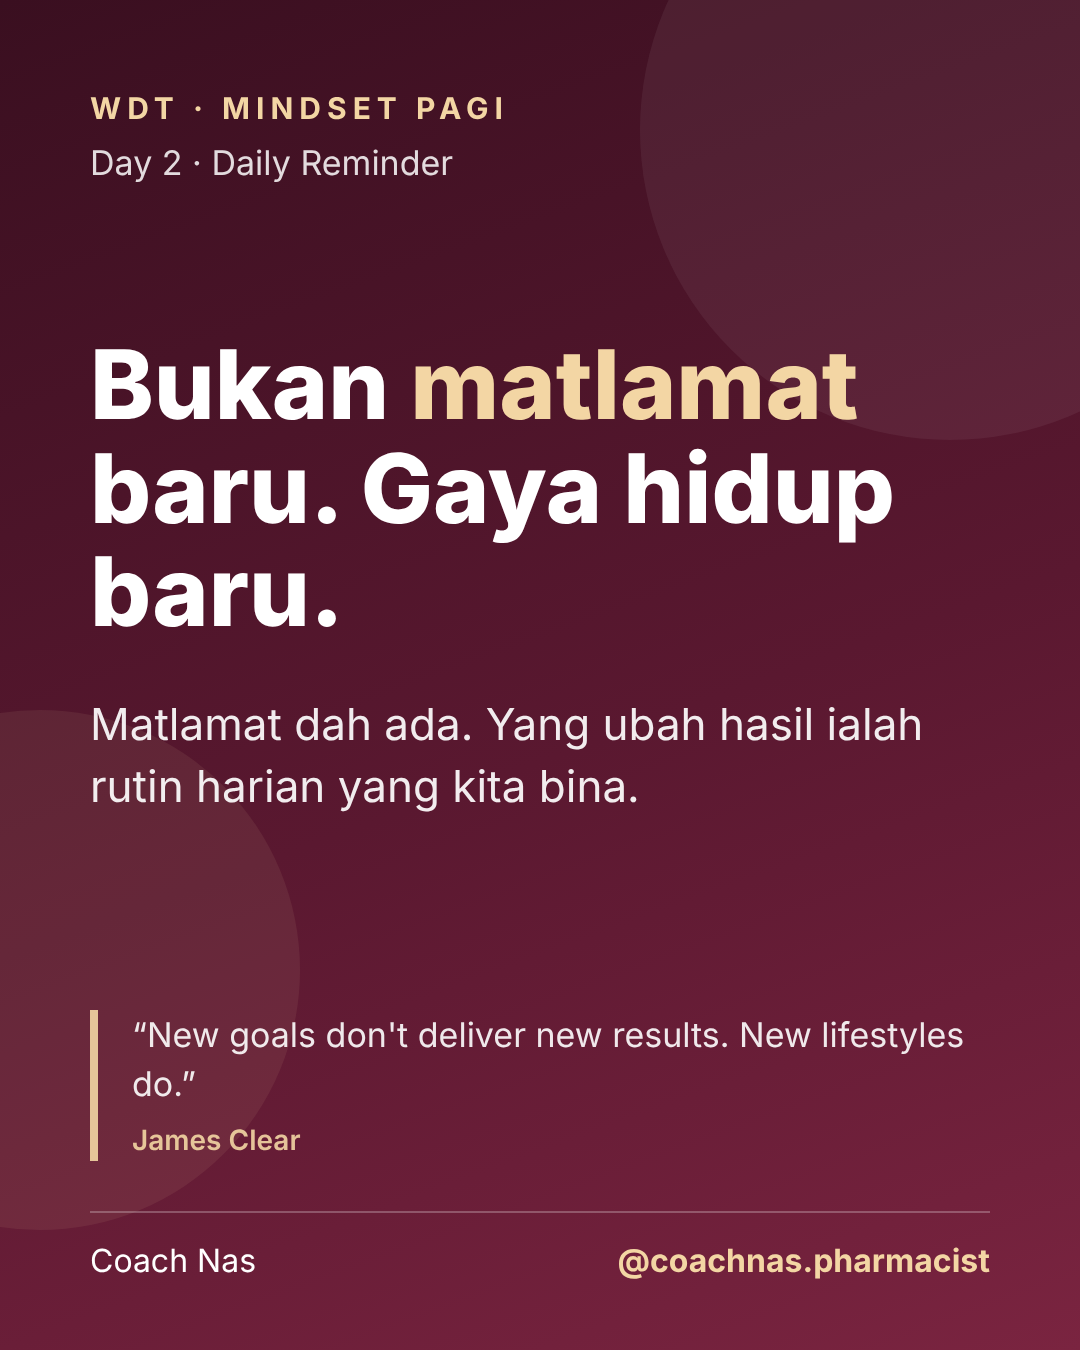 WDT · MINDSET PAGI
Day 2 · Daily Reminder
Bukan matlamat
baru. Gaya hidup
baru.
Matlamat dah ada. Yang ubah hasil ialah
rutin harian yang kita bina.
“New goals don't deliver new results. New lifestyles
do.”
James Clear
Coach Nas
@coachnas.pharmacist